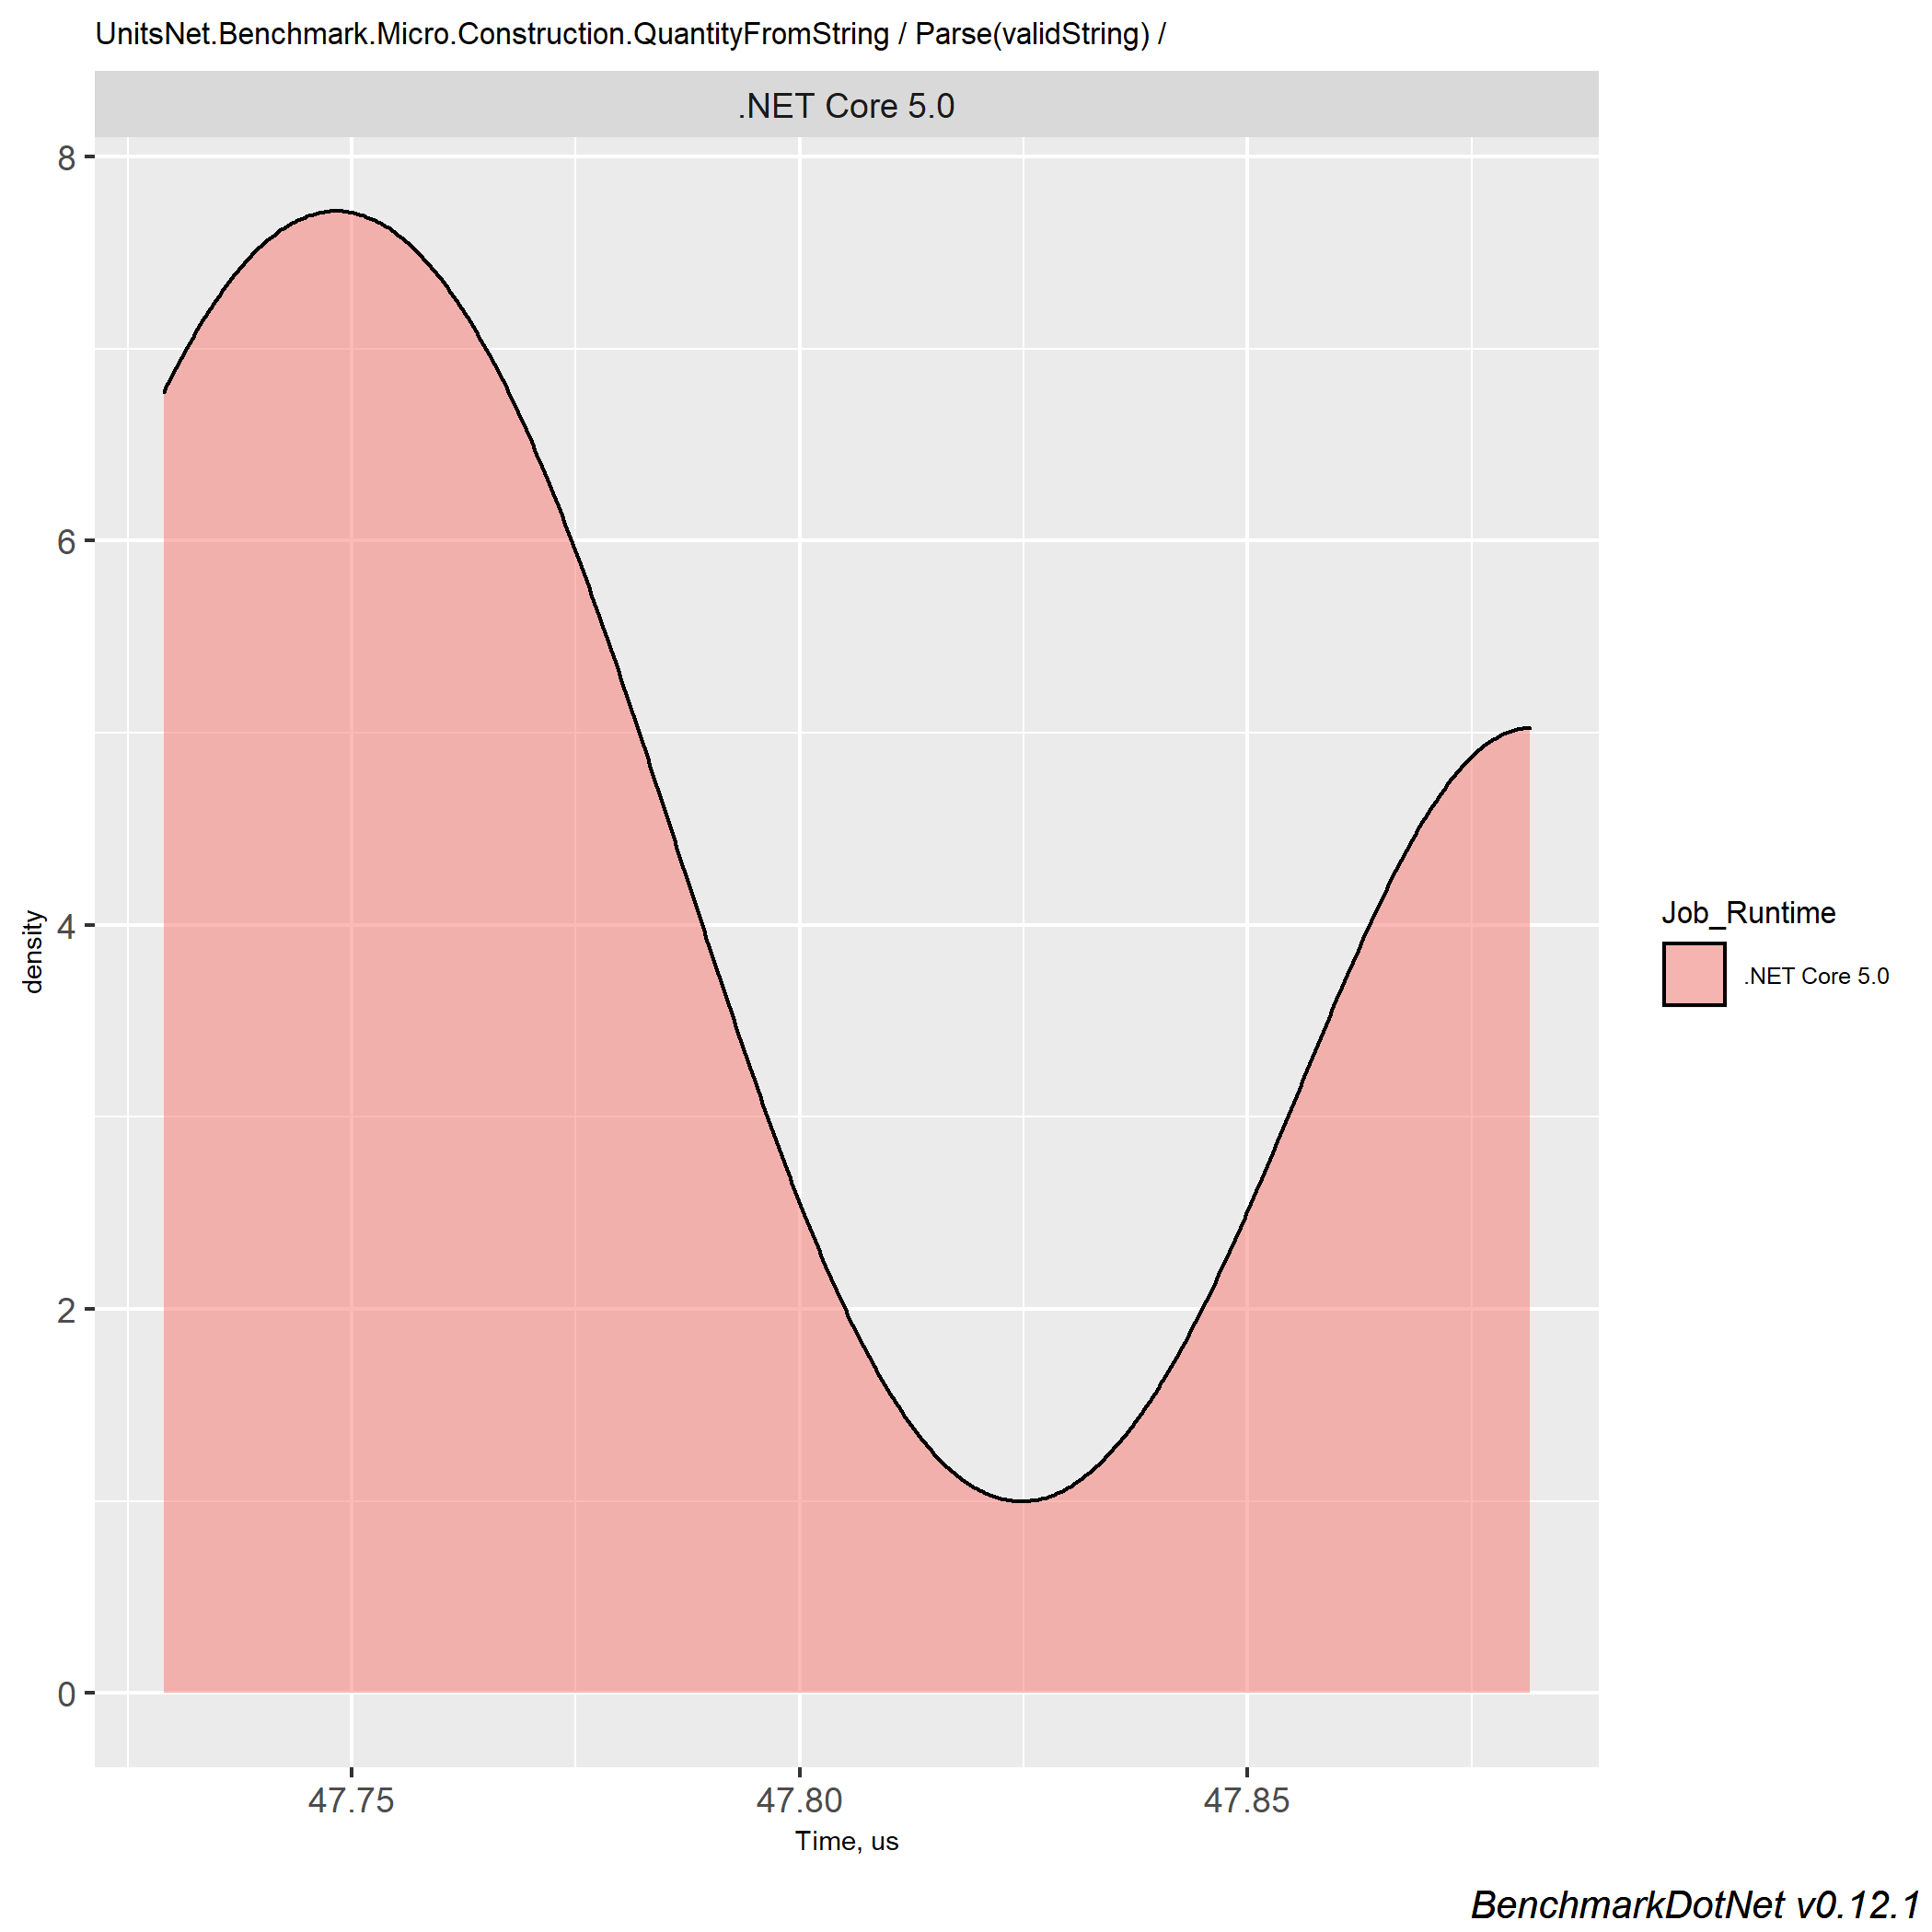 UnitsNet.Benchmark.Micro.Construction.QuantityFromString / Parse(validString) /
.NET Core 5.0
8
6
4
2
0
density
47.75 47.80 47.85
Time, us
Job_Runtime
.NET Core 5.0
BenchmarkDotNet v0.12.1